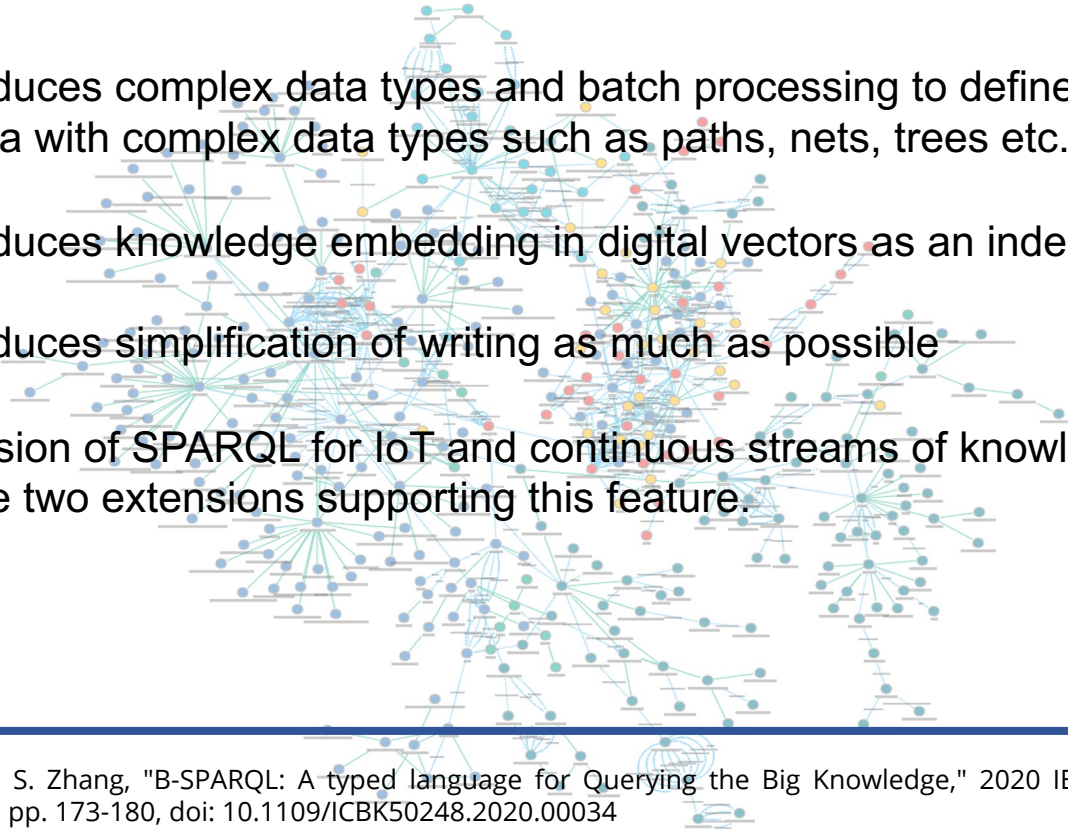 duces complex data types and batch processing to define
a with complex data types such as paths, nets, trees etc.
duces knowledge embedding in digital vectors as an inde
duces simplification of writing as much as possible
sion of SPARQL for IoT and continuous streams of knowl
e two extensions supporting this feature.
S. Zhang, "B-SPARQL: A typed language for Querying the Big Knowledge," 2020 IE
pp. 173-180, doi: 10.1109/ICBK50248.2020.00034